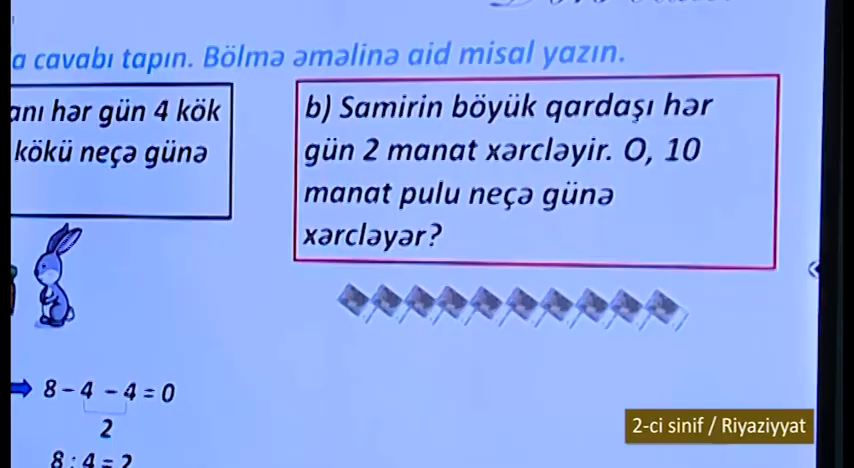 a cavabı tapın. Bölmə əməlinə aid misal yazın.
anı hər gün 4 kök
kökü neçə günə
b) Samirin böyük qardaşı hər
gün 2 manat xərcləyir. O, 10
manat pulu neçə günə
xərcləyər?
8 – 4 – 4 = 0
2
8 : 4 = 2
2-ci sinif / Riyaziyyat